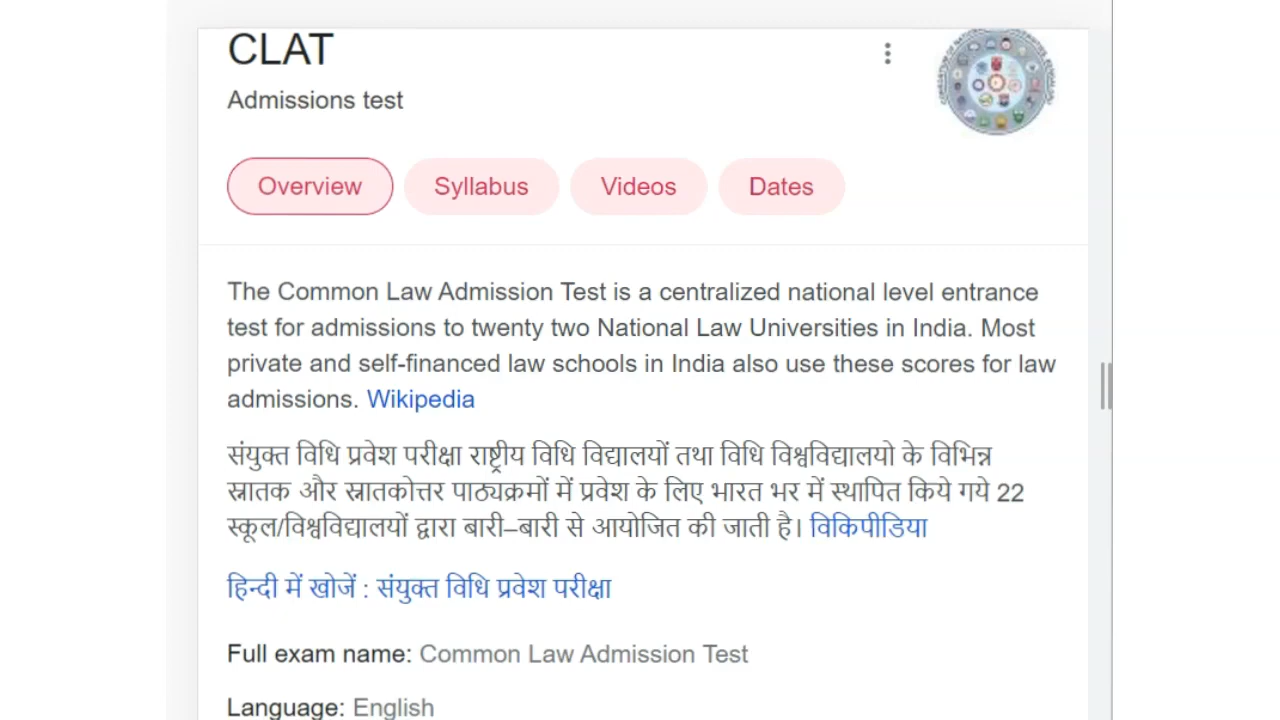 CLAT
Admissions test
Overview
Syllabus
Videos
Dates
The Common Law Admission Test is a centralized national level entrance
test for admissions to twenty two National Law Universities in India. Most
private and self-financed law schools in India also use these scores for law
admissions. Wikipedia
संयुक्त विधि प्रवेश परीक्षा राष्ट्रीय विधि विद्यालयों तथा विधि विश्वविद्यालयो के विभिन्न
स्नातक और स्नातकोत्तर पाठ्यक्रमों में प्रवेश के लिए भारत भर में स्थापित किये गये 22
स्कूल/विश्वविद्यालयों द्वारा बारी–बारी से आयोजित की जाती है। विकिपीडिया
हिन्दी में खोजें : संयुक्त विधि प्रवेश परीक्षा
Full exam name: Common Law Admission Test
Language: English